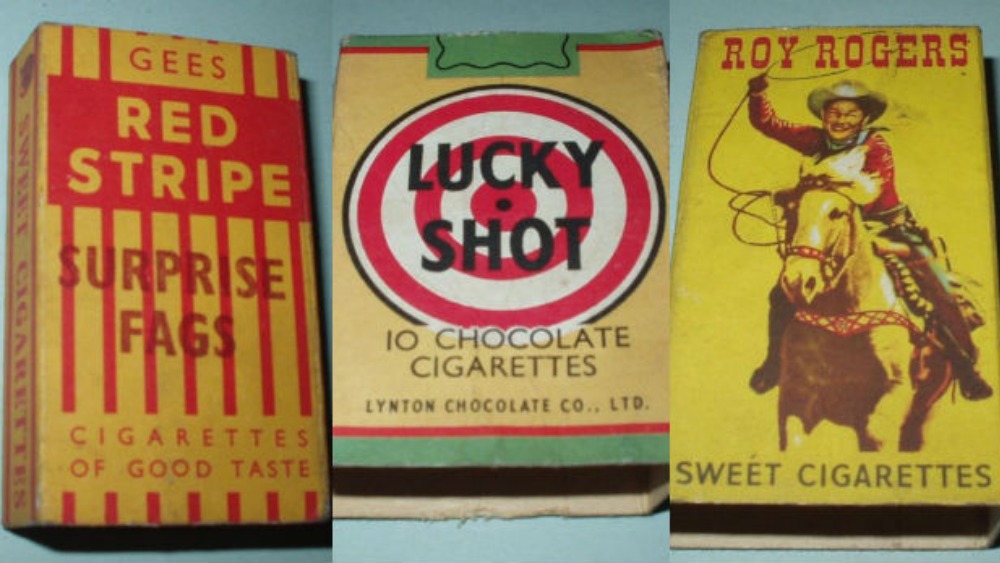 GEES
RED
STRIPE
SURPRISE
FAGS
CIGARETTES
OF GOOD TASTE
SWEET CIGARETTES
LUCKY
SHOT
10 CHOCOLATE
CIGARETTES
LYNTON CHOCOLATE CO., LTD.
ROY ROGERS
SWEET CIGARETTES